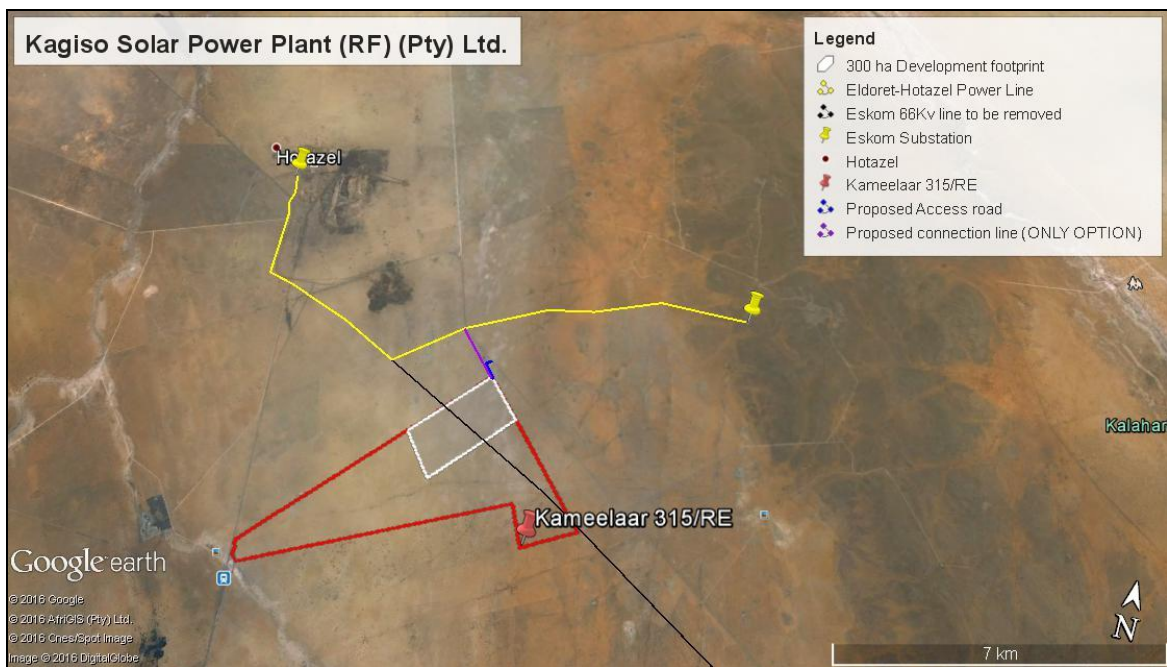 Kagiso Solar Power Plant (RF) (Pty) Ltd.
Legend
300 ha Development footprint
Eldoret-Hotazel Power Line
Eskom 66Kv line to be removed
Eskom Substation
Hotazel
Kameelaar 315/RE
Proposed Access road
Proposed connection line (ONLY OPTION)
Hotazel
Kalahar
Kameelaar 315/RE
Google earth
© 2016 Google
© 2016 AfriGIS (Pty) Ltd.
© 2016 Cnes/Spot Image
Image © 2016 DigitalGlobe
N
7 km